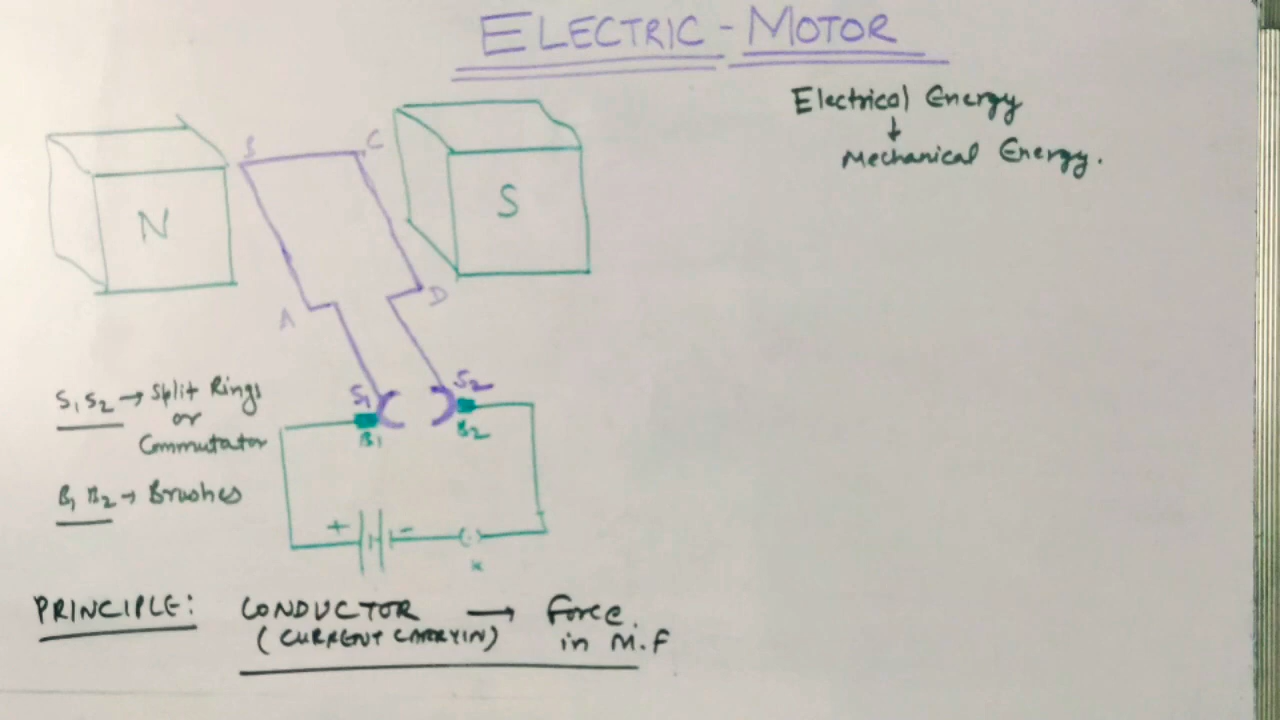 ELECTRIC - MOTOR
Electrical Energy
↓
Mechanical Energy.
B C
N S
A D
S1 S2
B1 B2
S1 S2 → Split Rings
or
Commutator
B1 B2 → Brushes
+ -
K
PRINCIPLE: CONDUCTOR → Force.
(CURRENT CARRYIN) in M.F